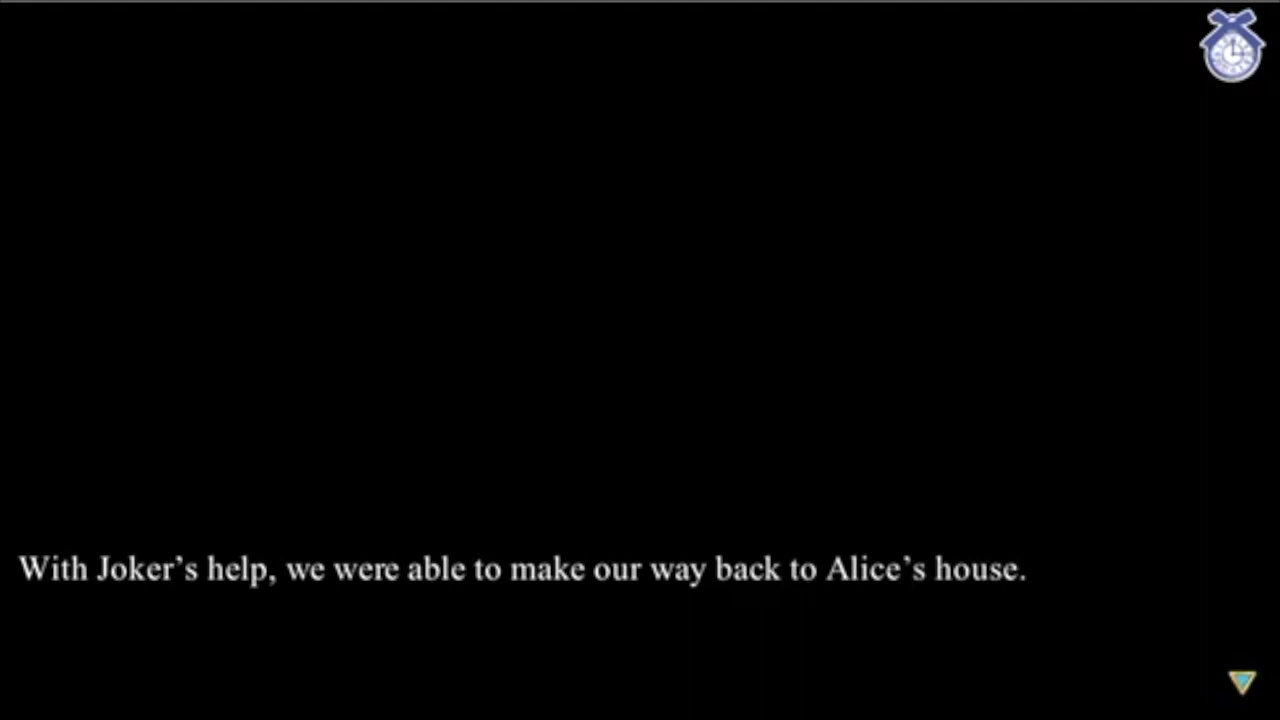 With Joker’s help, we were able to make our way back to Alice’s house.